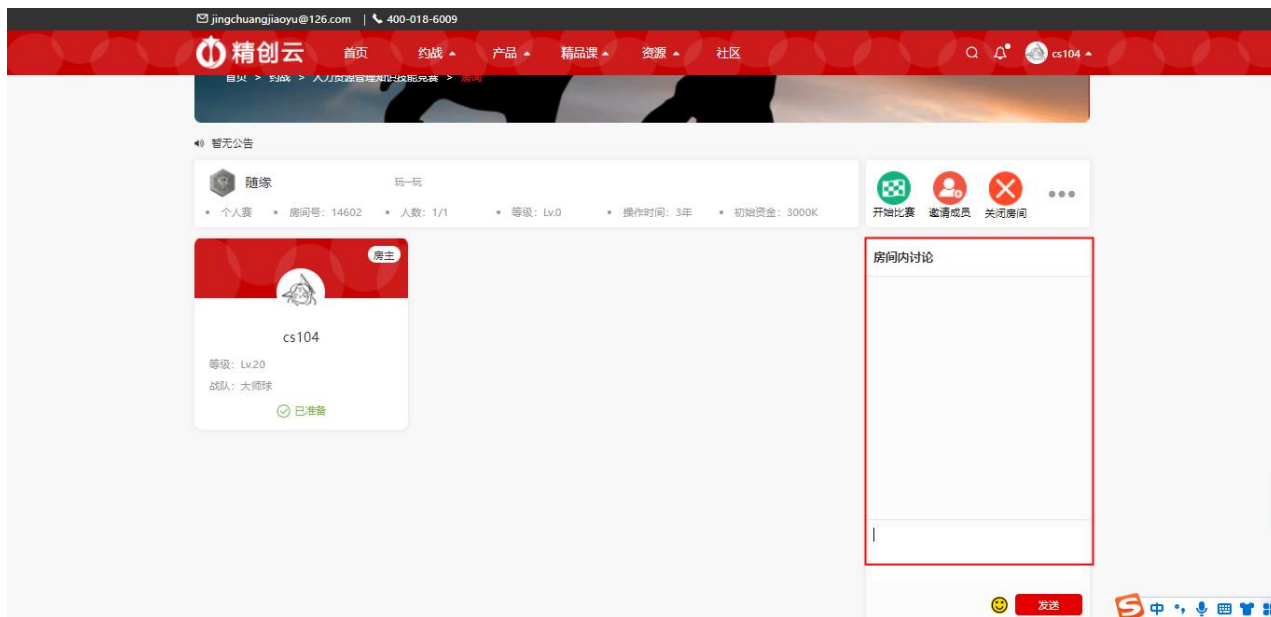 jingchuangjiaoyu@126.com | 400-018-6009
精创云 首页 约战 产品 精品课 资源 社区 cs104
首页 > 约战 > 人力资源管理知识技能竞赛 > 房间
暂无公告
随缘 玩一玩
个人赛 房间号：14602 人数：1/1 等级：Lv.0 操作时间：3年 初始资金：3000K
开始比赛 邀请成员 关闭房间
房主
房间内讨论
cs104
等级：Lv.20
战队：大师球
已准备
发送
中